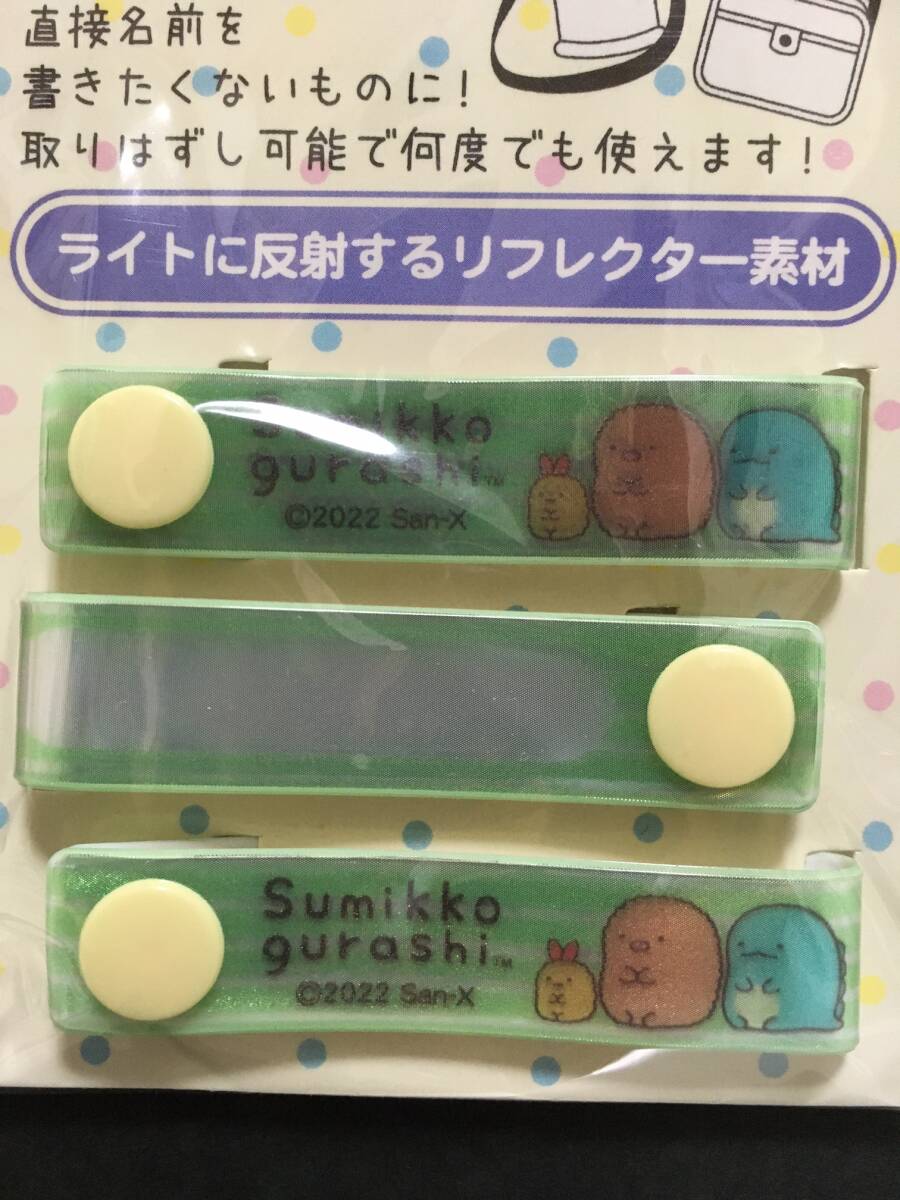 直接名前を
書きたくないものに!
取りはずし可能で何度でも使えます!
ライトに反射するリフレクター素材
Sumikko
gurashi™
©2022 San-X
Sumikko
gurashi™
©2022 San-X